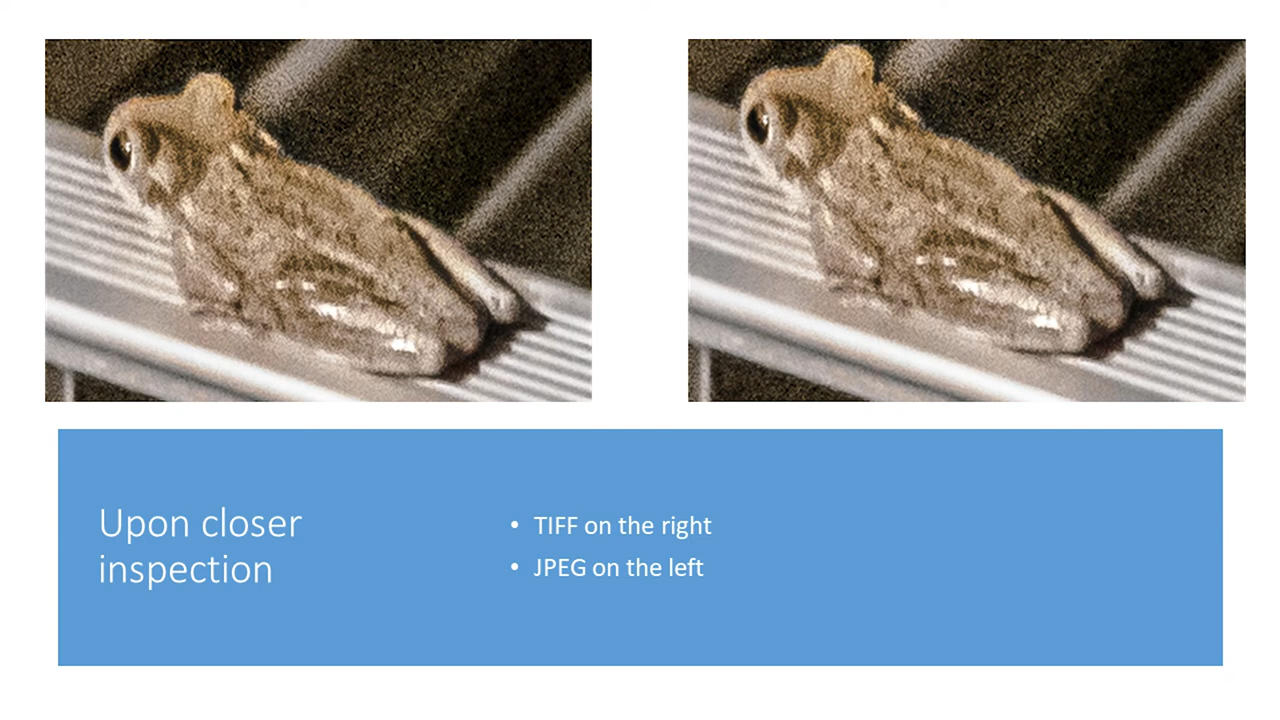 Upon closer
inspection
• TIFF on the right
• JPEG on the left